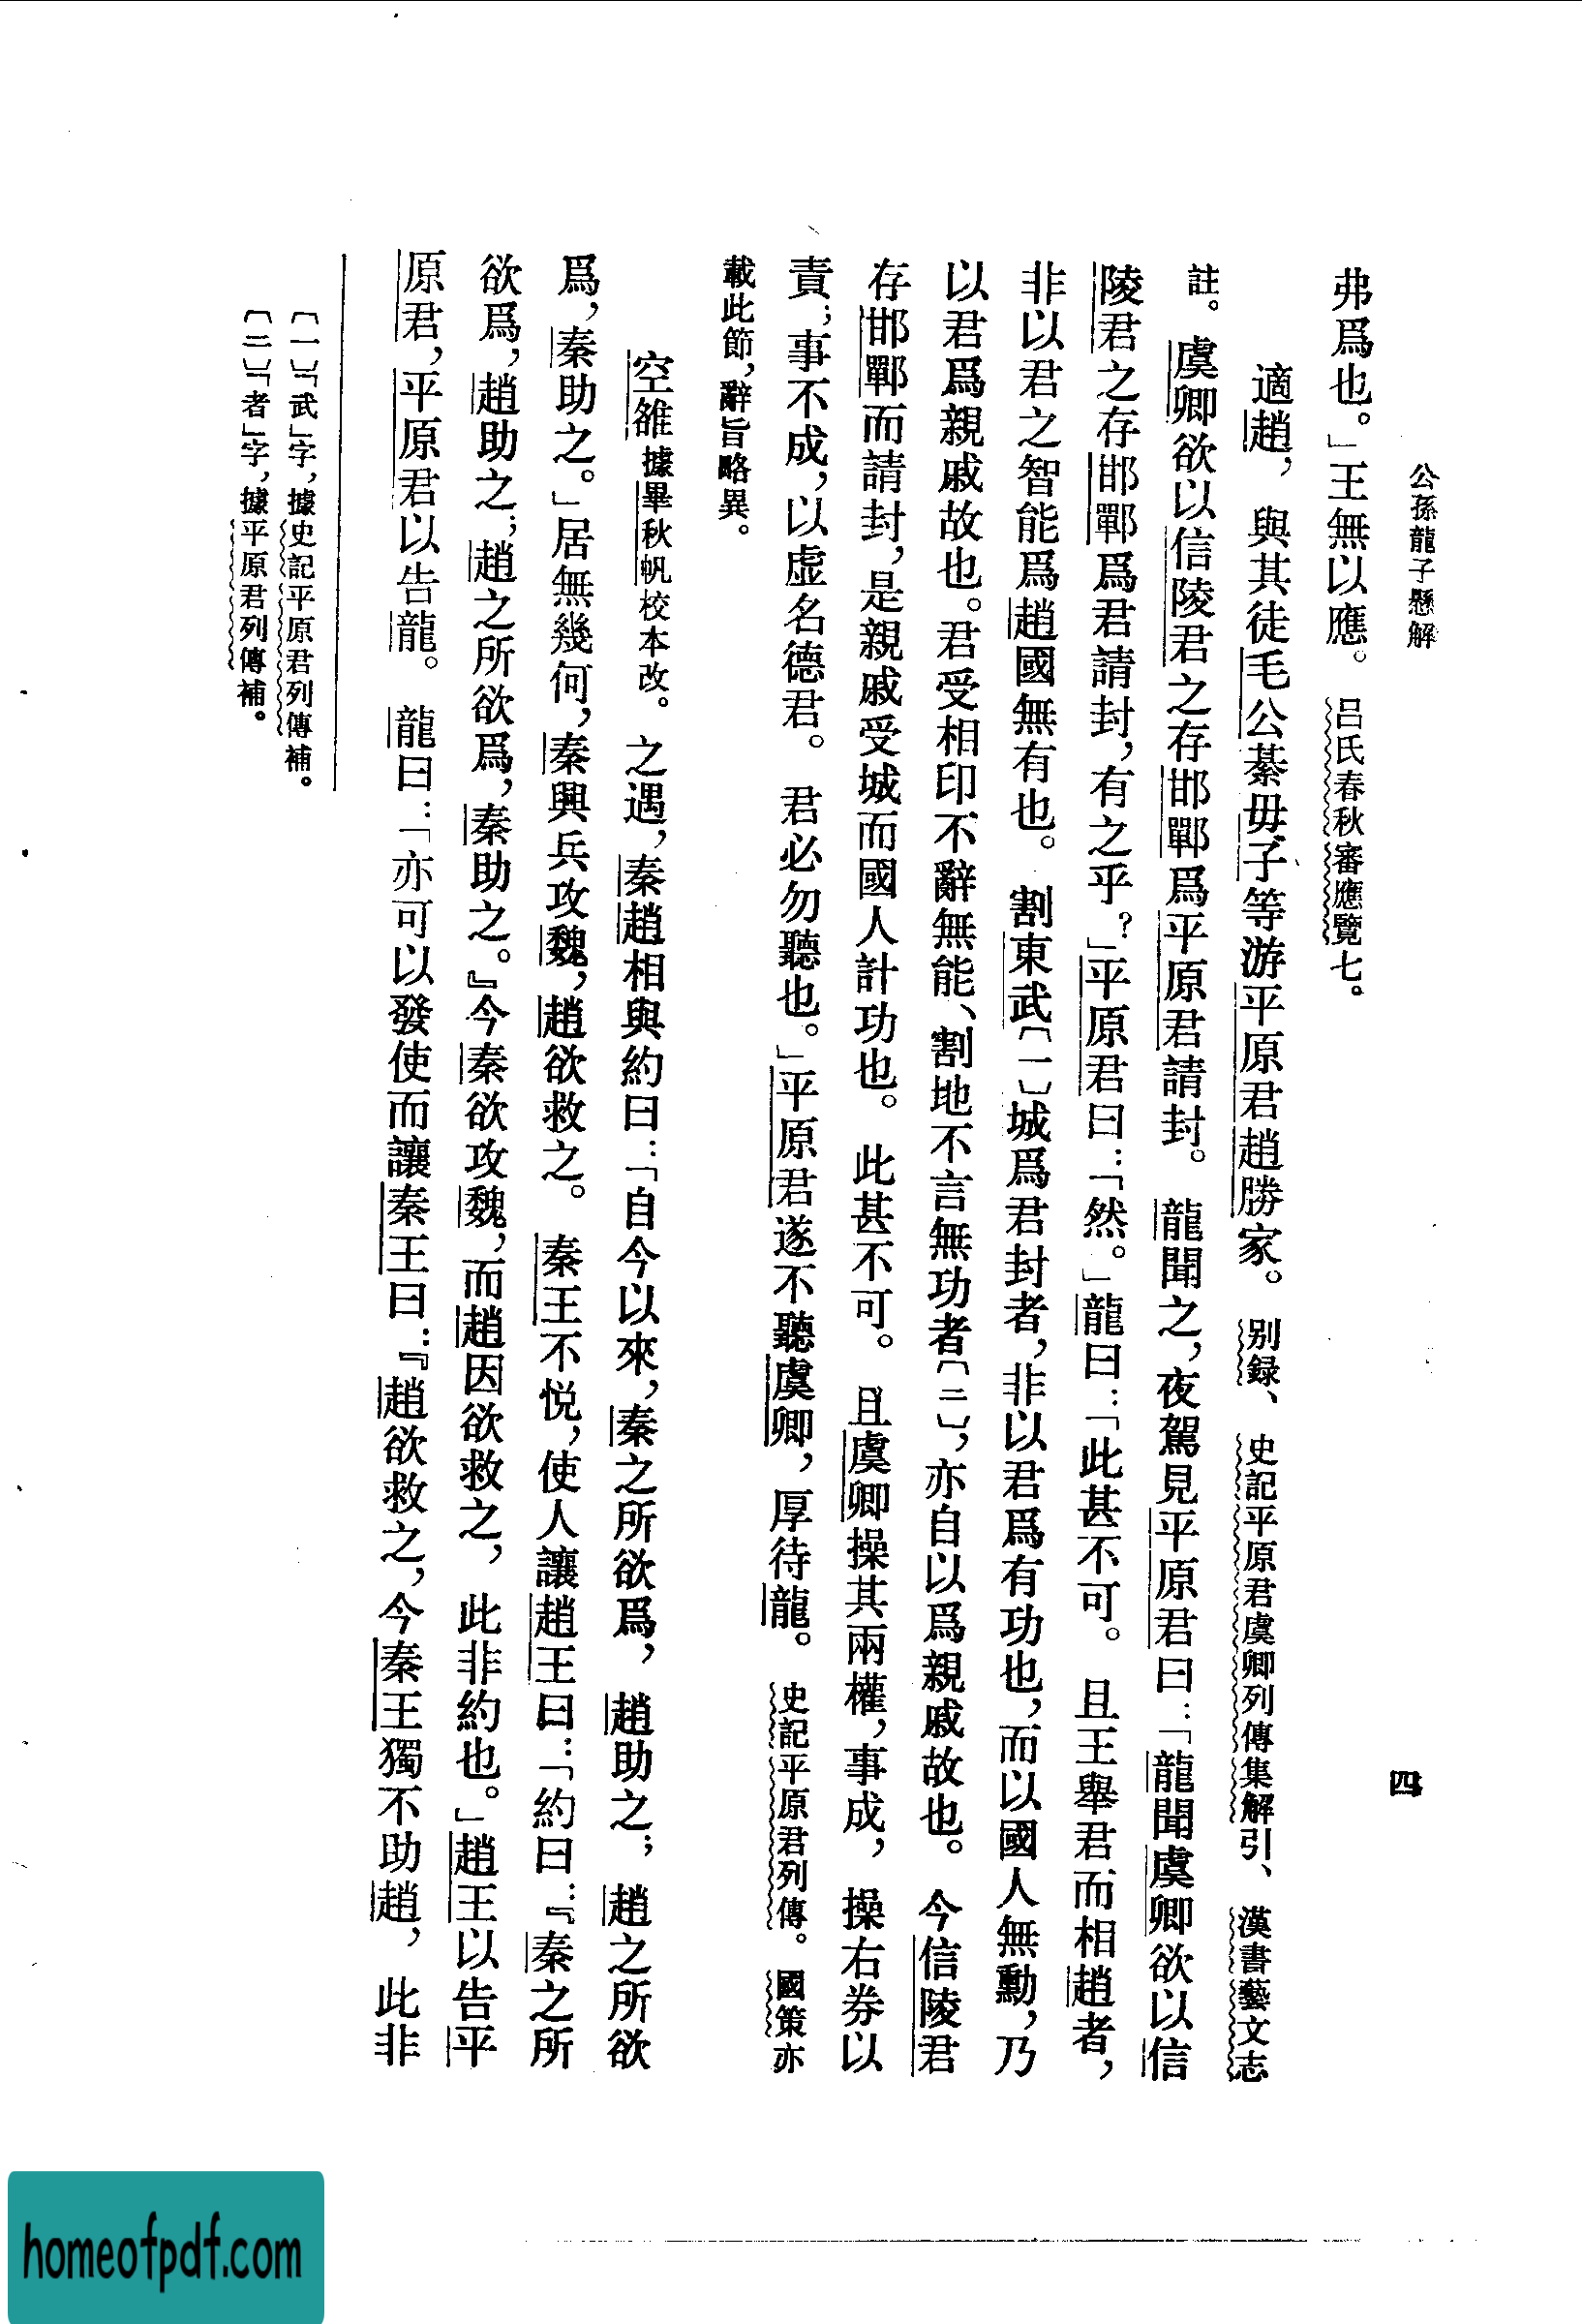 公孫龍子懸解
四
弗爲也。」王無以應。呂氏春秋審應覽七。
適趙，與其徒毛公綦毋子等游平原君趙勝家。別録、史記平原君虞卿列傳集解引、漢書藝文志
註。虞卿欲以信陵君之存邯鄲爲平原君請封。龍聞之，夜駕見平原君曰：「龍聞虞卿欲以信
陵君之存邯鄲爲君請封，有之乎？」平原君曰：「然。」龍曰：「此甚不可。且王舉君而相趙者，
非以君之智能爲趙國無有也。割東武〔一〕城爲君封者，非以君爲有功也，而以國人無勳，乃
以君爲親戚故也。君受相印不辭無能、割地不言無功者〔二〕，亦自以爲親戚故也。今信陵君
存邯鄲而請封，是親戚受城而國人計功也。此甚不可。且虞卿操其兩權，事成，操右券以
責；事不成，以虛名德君。君必勿聽也。」平原君遂不聽虞卿，厚待龍。史記平原君列傳。國策亦
載此節，辭旨略異。
空雒據畢秋帆校本改。之遇，秦趙相與約曰：「自今以來，秦之所欲爲，趙助之；趙之所欲
爲，秦助之。」居無幾何，秦興兵攻魏，趙欲救之。秦王不悦，使人讓趙王曰：「約曰：『秦之所
欲爲，趙助之；趙之所欲爲，秦助之。』今秦欲攻魏，而趙因欲救之，此非約也。」趙王以告平
原君，平原君以告龍。龍曰：「亦可以發使而讓秦王曰：『趙欲救之，今秦王獨不助趙，此非
〔一〕「武」字，據史記平原君列傳補。
〔二〕「者」字，據平原君列傳補。
homeofpdf.com